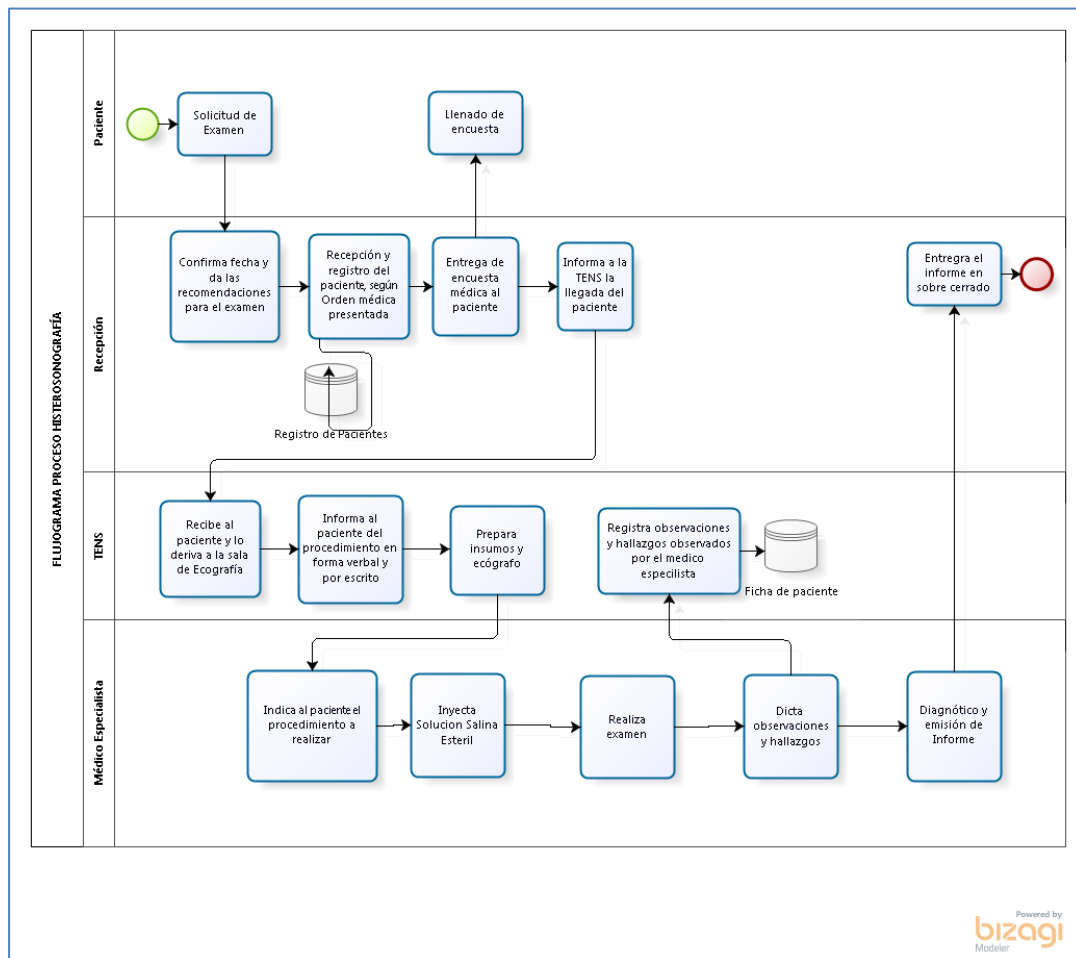 FLUJOGRAMA PROCESO HISTEROSONOGRAFÍA
Paciente
Solicitud de
Examen
Llenado de
encuesta
Recepción
Confirma fecha y
da las
recomendaciones
para el examen
Recepción y
registro del
paciente, según
Orden médica
presentada
Entrega de
encuesta
médica al
paciente
Informa a la
TENS la
llegada del
paciente
Entregra el
informe en
sobre cerrado
Registro de Pacientes
TENS
Recibe al
paciente y lo
deriva a la sala
de Ecografía
Informa al
paciente del
procedimiento en
forma verbal y
por escrito
Prepara
insumos y
ecógrafo
Registra observaciones
y hallazgos observados
por el medico
especilista
Ficha de paciente
Médico Especialista
Indica al paciente el
procedimiento a
realizar
Inyecta
Solucion Salina
Esteril
Realiza
examen
Dicta
observaciones
y hallazgos
Diagnótico y
emisión de
Informe
Powered by
bizagi
Modeler